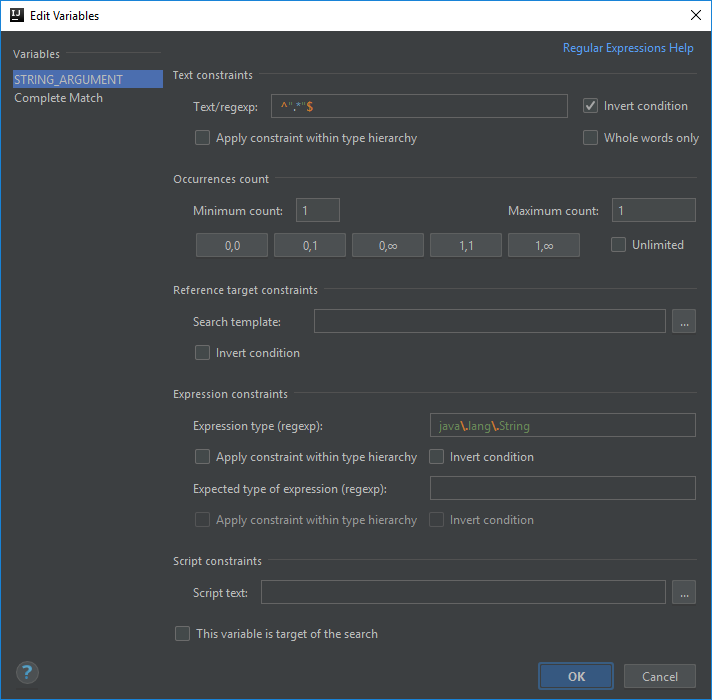 Edit Variables
Variables
Regular Expressions Help
STRING_ARGUMENT
Complete Match
Text constraints
Text/regexp: ^".*"$ Invert condition
Apply constraint within type hierarchy Whole words only
Occurrences count
Minimum count: 1 Maximum count: 1
0,0 0,1 0,∞ 1,1 1,∞ Unlimited
Reference target constraints
Search template: ...
Invert condition
Expression constraints
Expression type (regexp): java\.lang\.String
Apply constraint within type hierarchy Invert condition
Expected type of expression (regexp):
Apply constraint within type hierarchy Invert condition
Script constraints
Script text: ...
This variable is target of the search
? OK Cancel